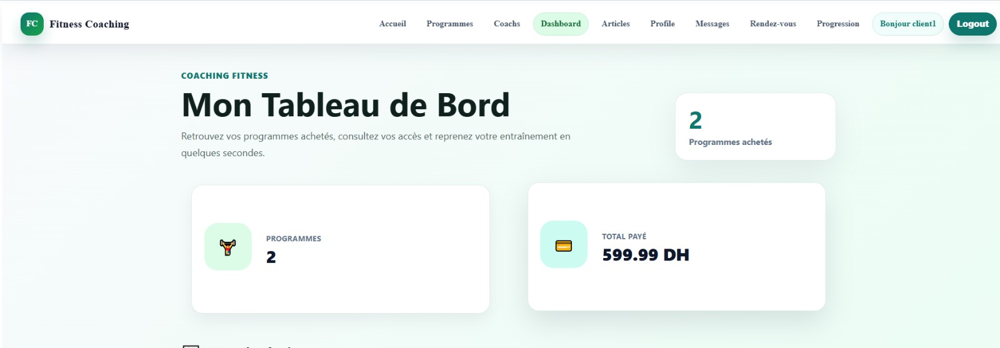 FC Fitness Coaching Accueil Programmes Coachs Dashboard Articles Profile Messages Rendez-vous Progression Bonjour client1 Logout
COACHING FITNESS
Mon Tableau de Bord
Retrouvez vos programmes achetés, consultez vos accès et reprenez votre entraînement en
quelques secondes.
2
Programmes achetés
PROGRAMMES
2
TOTAL PAYÉ
599.99 DH